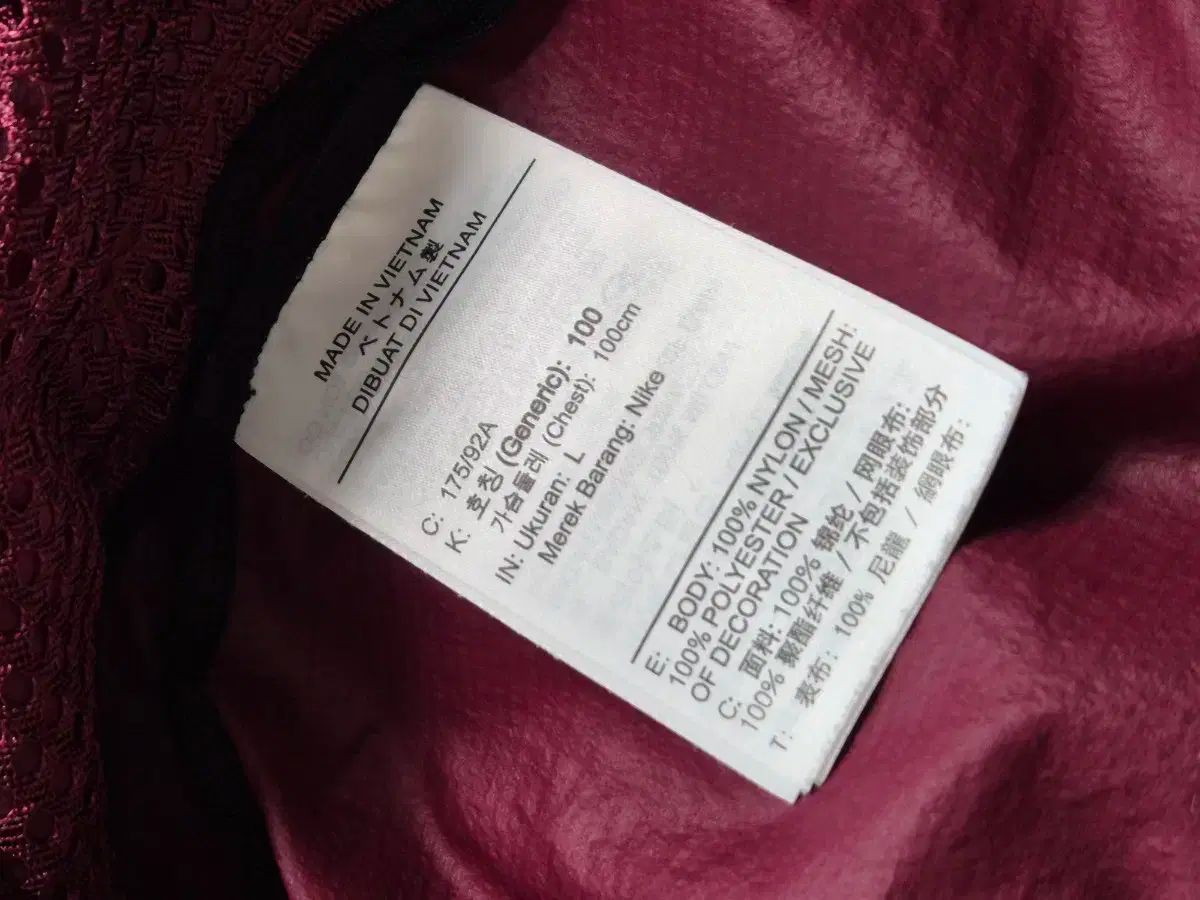 MADE IN VIETNAM
ベトナム製
DIBUAT DI VIETNAM
C: 175/92A
K: 호칭 (Generic): 100
가슴둘레 (Chest): 100cm
IN: Ukuran: L
Merek Barang: Nike
E: BODY: 100% NYLON / MESH:
100% POLYESTER / EXCLUSIVE
OF DECORATION
C: 面料: 100% 锦纶 / 网眼布:
100% 聚酯纤维 / 不包括装饰部分
T: 表布: 100% 尼龍 / 網眼布: